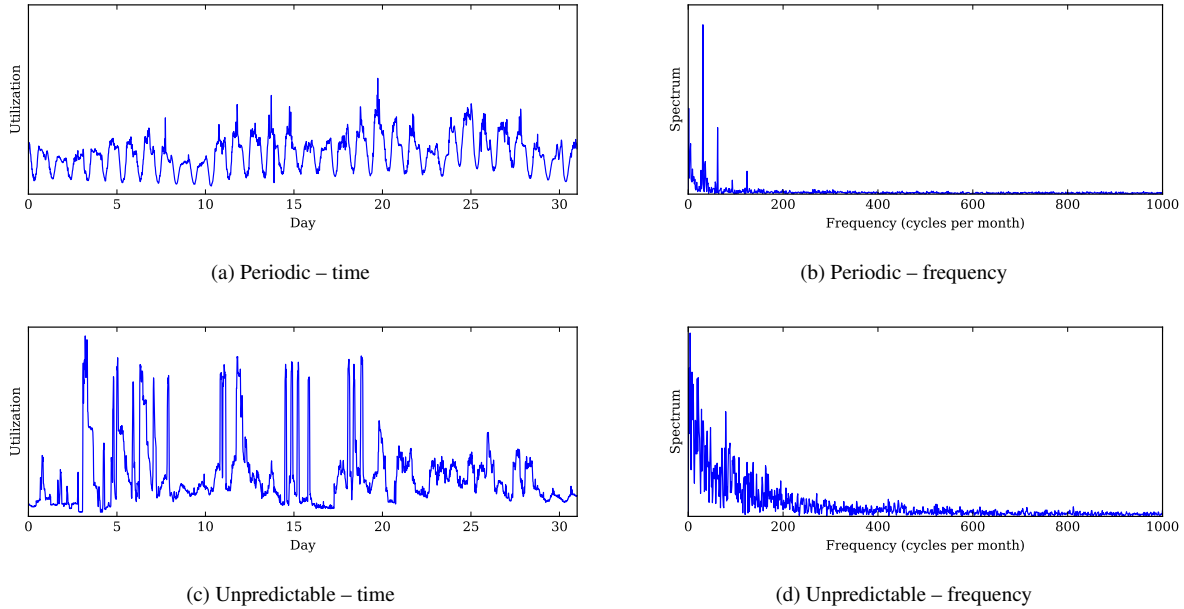 Utilization
0 5 10 15 20 25 30
Day
(a) Periodic – time
Spectrum
0 200 400 600 800 1000
Frequency (cycles per month)
(b) Periodic – frequency
Utilization
0 5 10 15 20 25 30
Day
(c) Unpredictable – time
Spectrum
0 200 400 600 800 1000
Frequency (cycles per month)
(d) Unpredictable – frequency